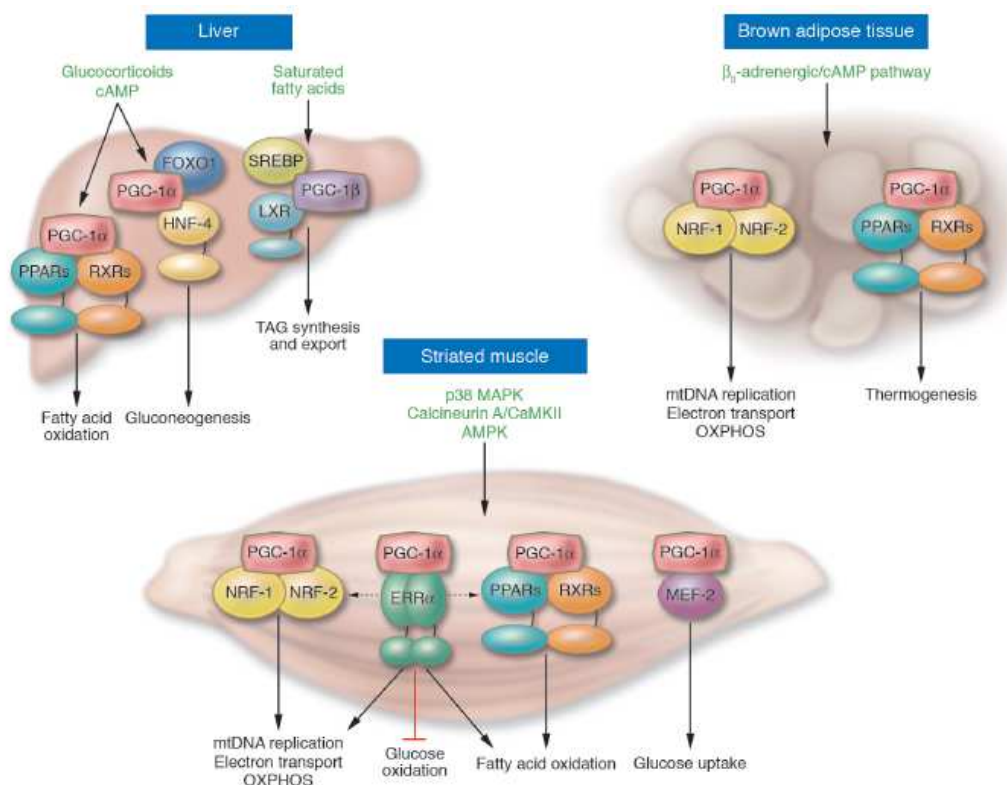 Liver
Glucocorticoids
cAMP
Saturated
fatty acids
FOXO1
PGC-1α
HNF-4
SREBP
PGC-1β
LXR
PGC-1α
PPARs
RXRs
TAG synthesis
and export
Fatty acid
oxidation
Gluconeogenesis
Brown adipose tissue
-adrenergic/cAMP pathway
PGC-1α
NRF-1
NRF-2
PGC-1α
PPARs
RXRs
mtDNA replication
Electron transport
OXPHOS
Thermogenesis
Striated muscle
p38 MAPK
Calcineurin A/CaMKII
AMPK
PGC-1α
NRF-1
NRF-2
PGC-1α
ERRα
PGC-1α
PPARs
RXRs
PGC-1α
MEF-2
mtDNA replication
Electron transport
OXPHOS
Glucose
oxidation
Fatty acid oxidation
Glucose uptake